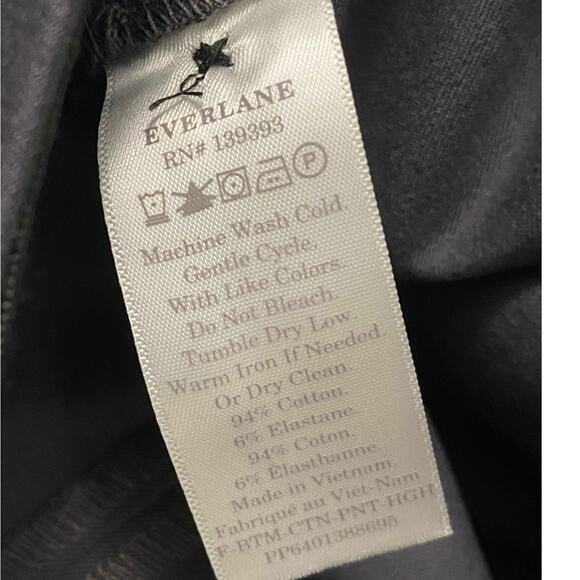 EVERLANE
RN# 139393
P
Machine Wash Cold.
Gentle Cycle.
With Like Colors.
Do Not Bleach.
Tumble Dry Low.
Warm Iron If Needed.
Or Dry Clean.
94% Cotton.
6% Elastane.
94% Coton.
6% Elasthanne.
Made in Vietnam
Fabriqué au Viêt-Nam
F-BTM-CTN-PNT-HGH
PP6401388695